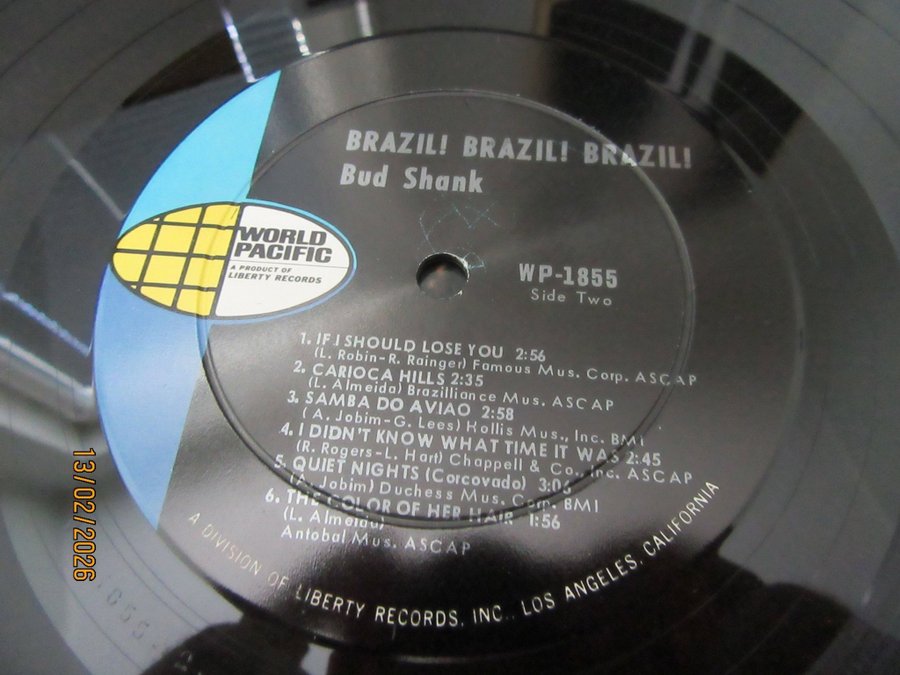 BRAZIL! BRAZIL! BRAZIL!
Bud Shank
WORLD
PACIFIC
A PRODUCT OF
LIBERTY RECORDS
WP-1855
Side Two
1. IF I SHOULD LOSE YOU 2:56
(L. Robin-R. Rainger) Famous Mus. Corp. ASCAP
2. CARIOCA HILLS 2:35
(L. Almeida) Brazilliance Mus. ASCAP
3. SAMBA DO AVIAO 2:58
(A. Jobim-G. Lees) Hollis Mus., Inc. BMI
4. I DIDN'T KNOW WHAT TIME IT WAS 2:45
(R. Rogers-L. Hart) Chappell & Co., Inc. ASCAP
5. QUIET NIGHTS (Corcovado) 3:06
(A. Jobim) Duchess Mus. Corp. BMI
6. THE COLOR OF HER HAIR 1:56
(L. Almeida)
Antobal Mus. ASCAP
A DIVISION OF LIBERTY RECORDS, INC., LOS ANGELES, CALIFORNIA
13/02/2026